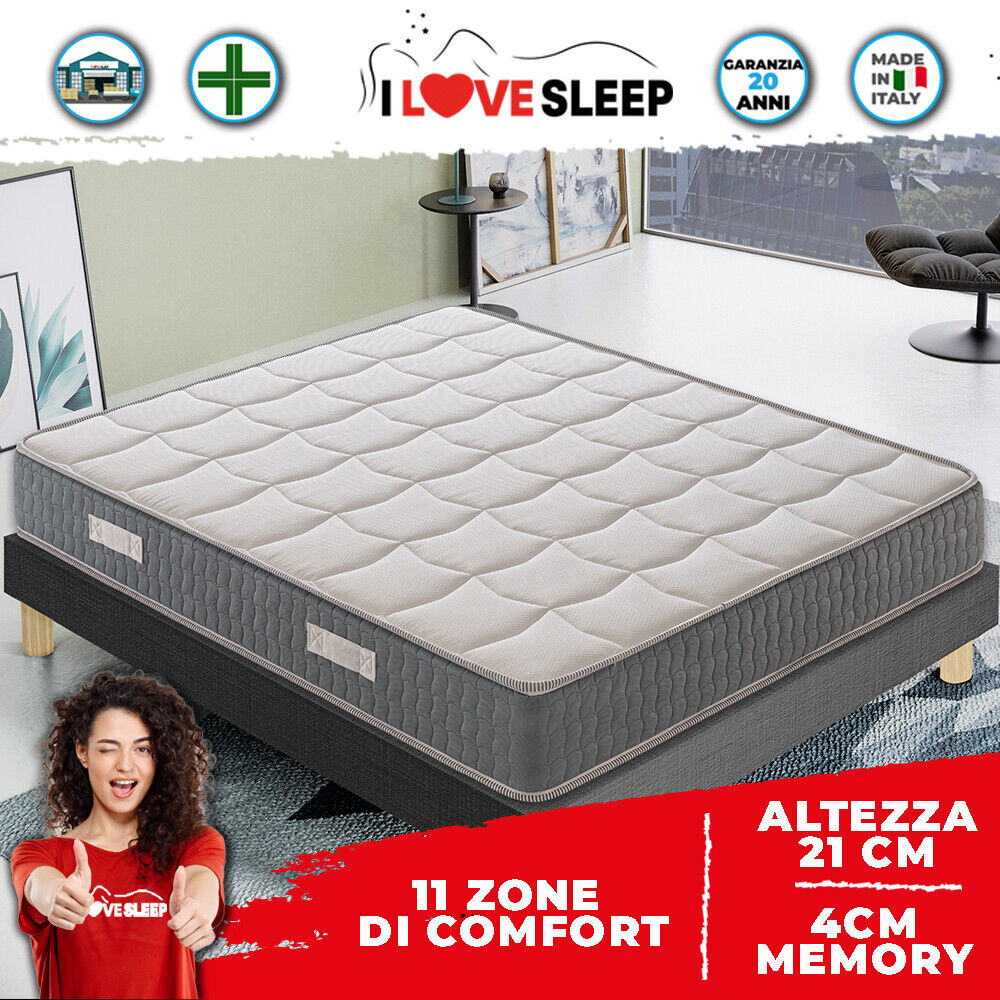 I LOVE SLEEP
GARANZIA
20
ANNI
MADE
IN
ITALY
LOVE SLEEP
11 ZONE
DI COMFORT
ALTEZZA
21 CM
4CM
MEMORY